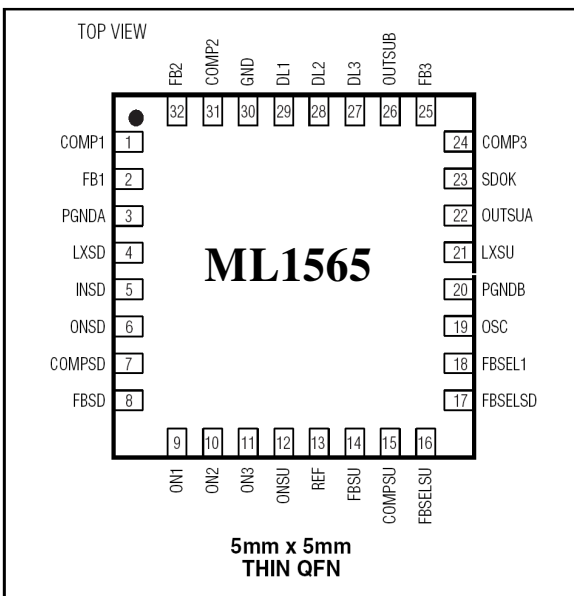 TOP VIEW
FB2 COMP2 GND DL1 DL2 DL3 OUTSUB FB3
32 31 30 29 28 27 26 25
COMP1 1 24 COMP3
FB1 2 23 SDOK
PGNDA 3 22 OUTSUA
LXSD 4 21 LXSU
ML1565
INSD 5 20 PGNDB
ONSD 6 19 OSC
COMPSD 7 18 FBSEL1
FBSD 8 17 FBSELSD
9 10 11 12 13 14 15 16
ON1 ON2 ON3 ONSU REF FBSU COMPSU FBSELSU
5mm x 5mm
THIN QFN